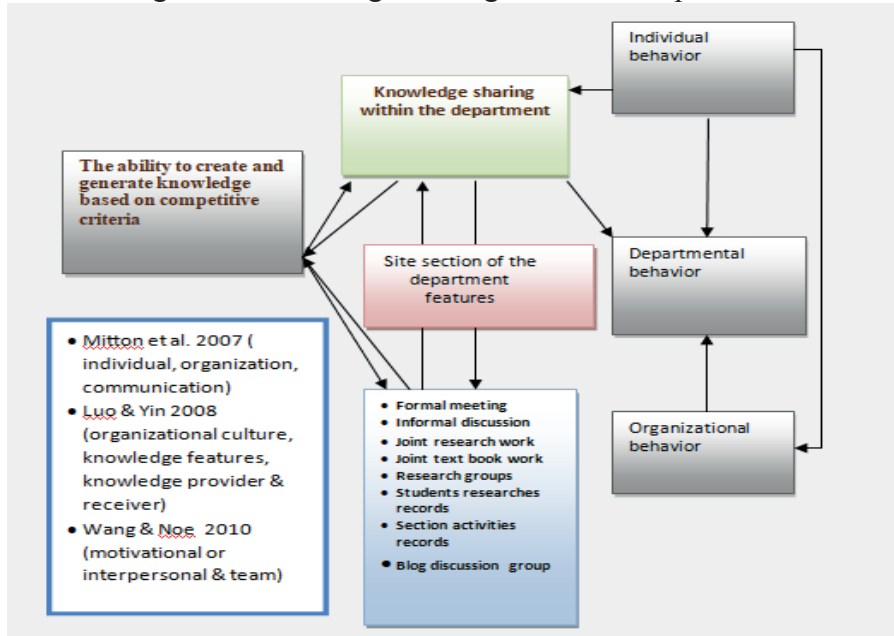 Individual
behavior
Knowledge sharing
within the department
The ability to create and
generate knowledge
based on competitive
criteria
Site section of the
department
features
Departmental
behavior
• Mitton et al. 2007 (
individual, organization,
communication)
• Luo & Yin 2008
(organizational culture,
knowledge features,
knowledge provider &
receiver)
• Wang & Noe 2010
(motivational or
interpersonal & team)
• Formal meeting
• Informal discussion
• Joint research work
• Joint text book work
• Research groups
• Students researches
records
• Section activities
records
• Blog discussion group
Organizational
behavior